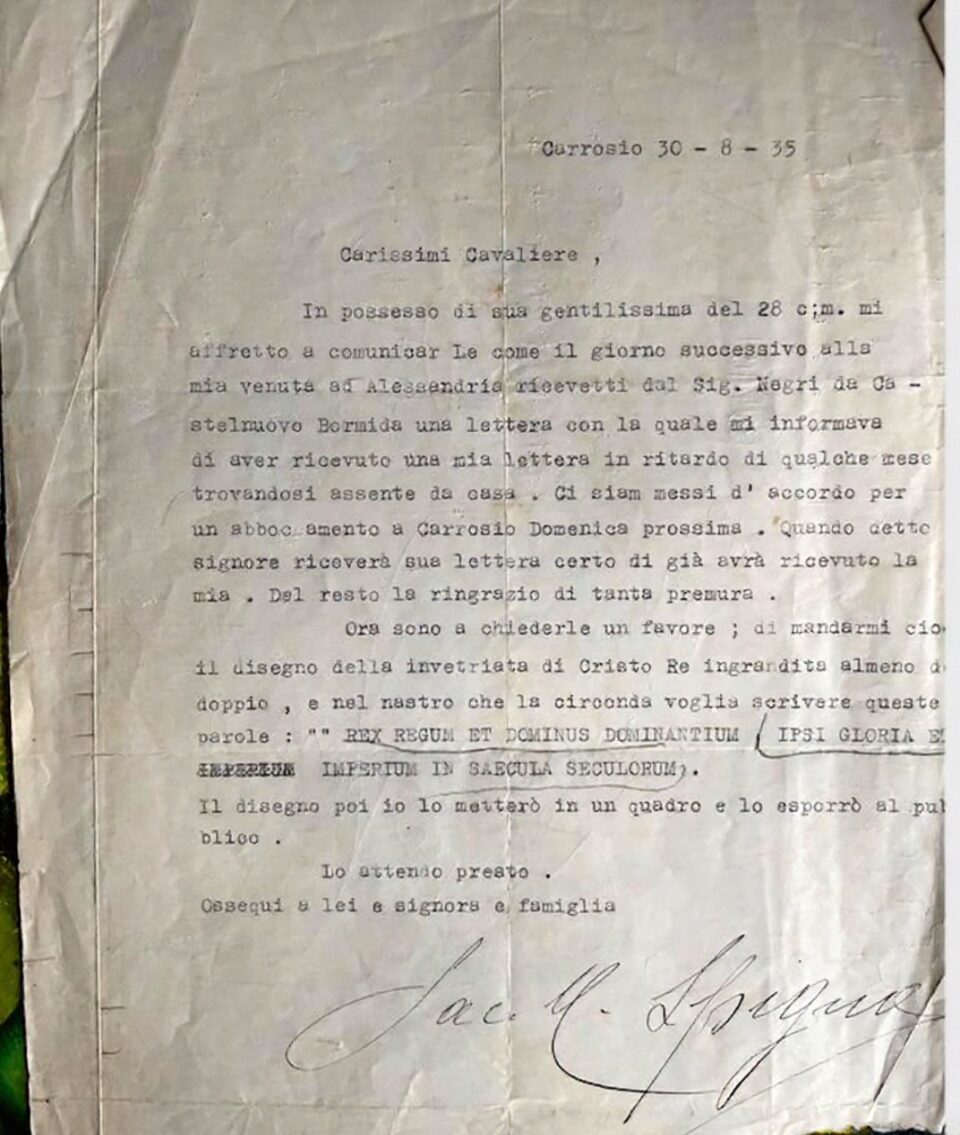 Carrosio 30 - 8 - 35
Carissimi Cavaliere ,
In possesso di sua gentilissima del 28 c;m. mi
affretto a comunicar Le come il giorno successivo alla
mia venuta ad Alessandria ricevetti dal Sig. Negri da Ca -
stelnuovo Bormida una lettera con la quale mi informava
di aver ricevuto una mia lettera in ritardo di qualche mese
trovandosi assente da casa . Ci siam messi d' accordo per
un abboccamento a Carrosio Domenica prossima . Quando detto
signore riceverà sua lettera certo di già avrà ricevuto la
mia . Del resto la ringrazio di tanta premura .
Ora sono a chiederle un favore ; di mandarmi cio
il disegno della invetriata di Cristo Re ingrandita almeno d
doppio , e nel nastro che la circonda voglia scrivere queste
parole : "" REX REGUM ET DOMINUS DOMINANTIUM ( IPSI GLORIA E
IMPERIUM IMPERIUM IN SAECULA SECULORUM).
Il disegno poi io lo metterò in un quadro e lo esporrò al pub
blico .
Lo attendo presto .
Ossequi a lei e signora e famiglia
Sac. M. Spigno